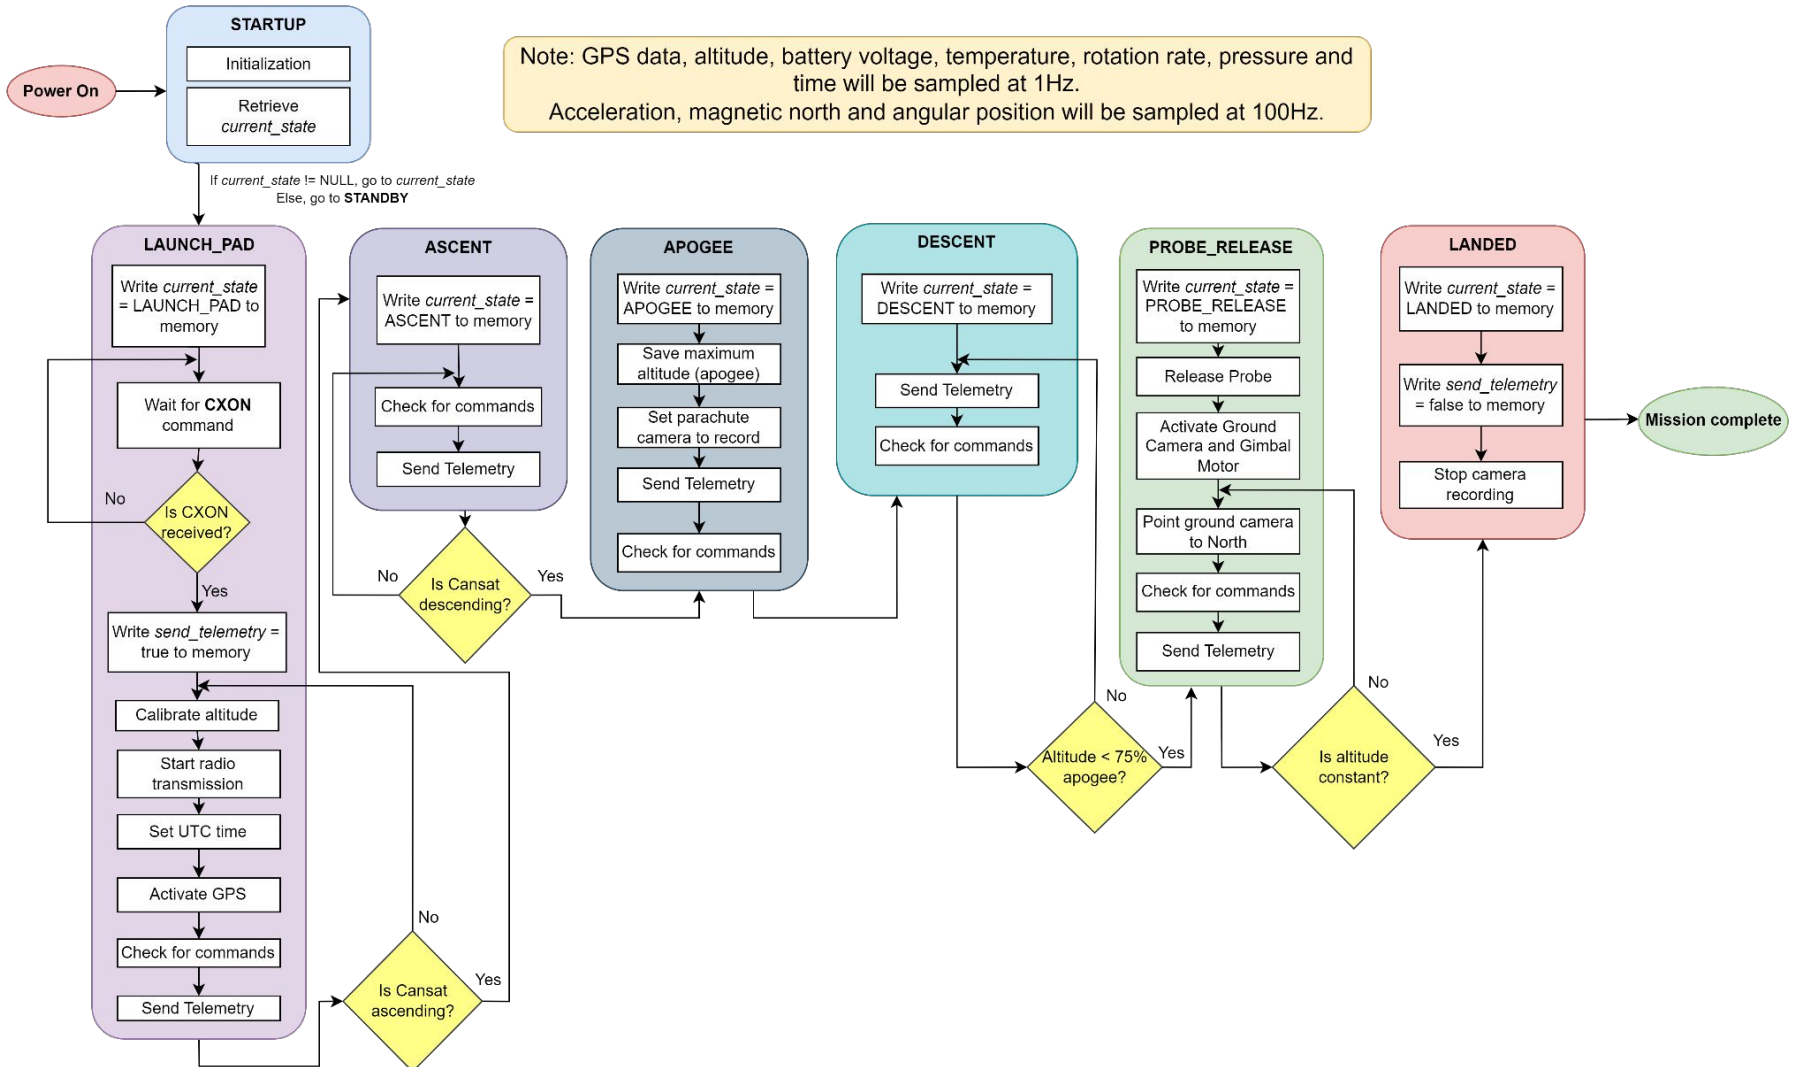 STARTUP
Initialization
Retrieve
current_state
Power On
Note: GPS data, altitude, battery voltage, temperature, rotation rate, pressure and
time will be sampled at 1Hz.
Acceleration, magnetic north and angular position will be sampled at 100Hz.
If current_state != NULL, go to current_state
Else, go to STANDBY
LAUNCH_PAD
Write current_state
= LAUNCH_PAD to
memory
Wait for CXON
command
No
Is CXON
received?
Yes
Write send_telemetry =
true to memory
Calibrate altitude
Start radio
transmission
Set UTC time
Activate GPS
Check for commands
Send Telemetry
No
Is Cansat
ascending?
Yes
ASCENT
Write current_state =
ASCENT to memory
Check for commands
Send Telemetry
No
Is Cansat
descending?
Yes
APOGEE
Write current_state =
APOGEE to memory
Save maximum
altitude (apogee)
Set parachute
camera to record
Send Telemetry
Check for commands
DESCENT
Write current_state =
DESCENT to memory
Send Telemetry
Check for commands
No
Altitude < 75%
apogee?
Yes
PROBE_RELEASE
Write current_state =
PROBE_RELEASE
to memory
Release Probe
Activate Ground
Camera and Gimbal
Motor
Point ground camera
to North
Check for commands
Send Telemetry
No
Is altitude
constant?
Yes
LANDED
Write current_state =
LANDED to memory
Write send_telemetry
= false to memory
Stop camera
recording
Mission complete